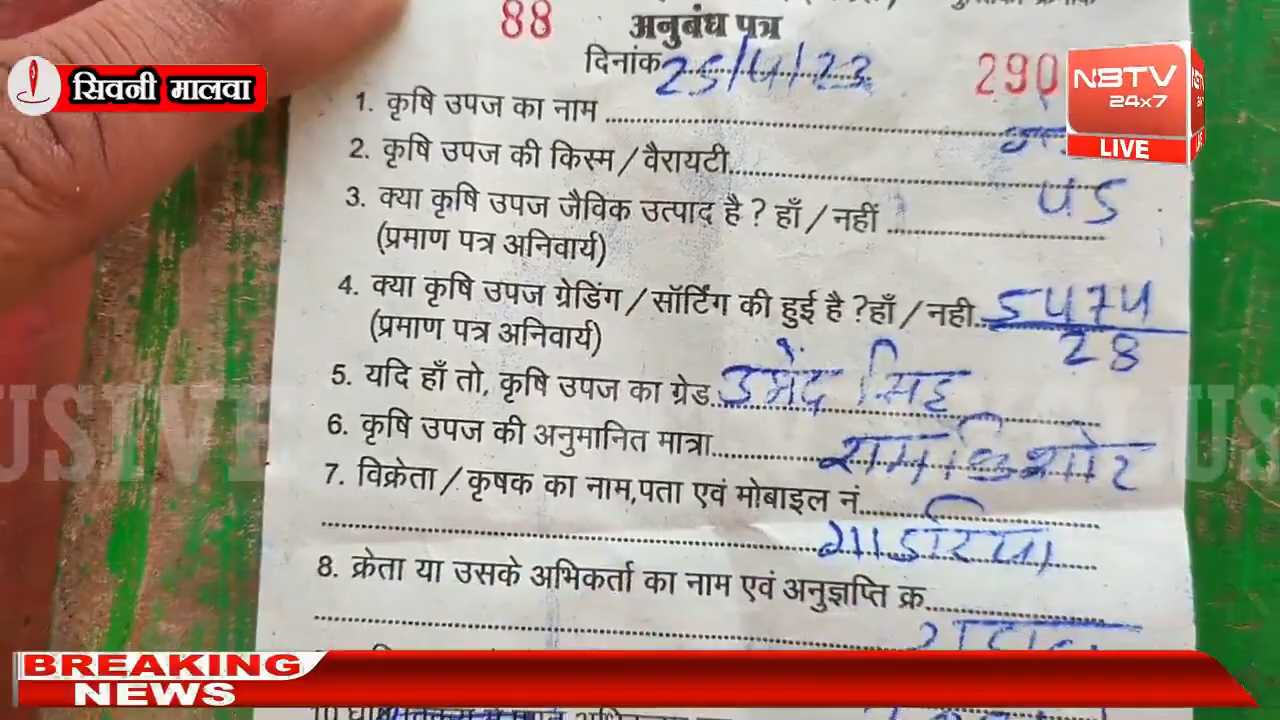 88
अनुबंध पत्र
दिनांक 25/4/23
290
NBTV
24x7
LIVE
सिवनी मालवा
1. कृषि उपज का नाम
2. कृषि उपज की किस्म / वैरायटी
3. क्या कृषि उपज जैविक उत्पाद है ? हाँ / नहीं
(प्रमाण पत्र अनिवार्य)
4. क्या कृषि उपज ग्रेडिंग / सॉर्टिंग की हुई है ? हाँ / नही 5474
28
(प्रमाण पत्र अनिवार्य)
5. यदि हाँ तो, कृषि उपज का ग्रेड उमेंद सिह
6. कृषि उपज की अनुमानित मात्रा रामकिशोर
7. विक्रेता / कृषक का नाम,पता एवं मोबाइल नं.
8. क्रेता या उसके अभिकर्ता का नाम एवं अनुज्ञप्ति क्र.
BREAKING
NEWS